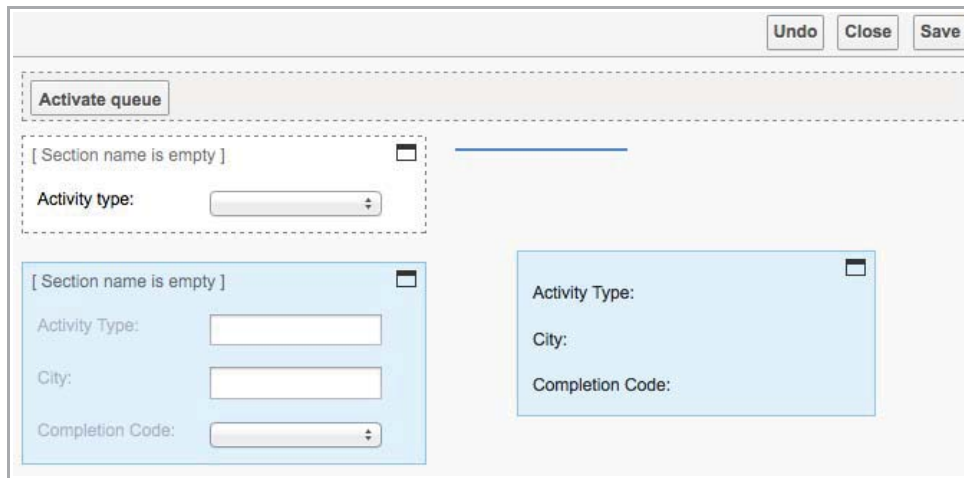 Undo Close Save
Activate queue
[ Section name is empty ]
Activity type:
[ Section name is empty ]
Activity Type:
City:
Completion Code:
Activity Type:
City:
Completion Code: